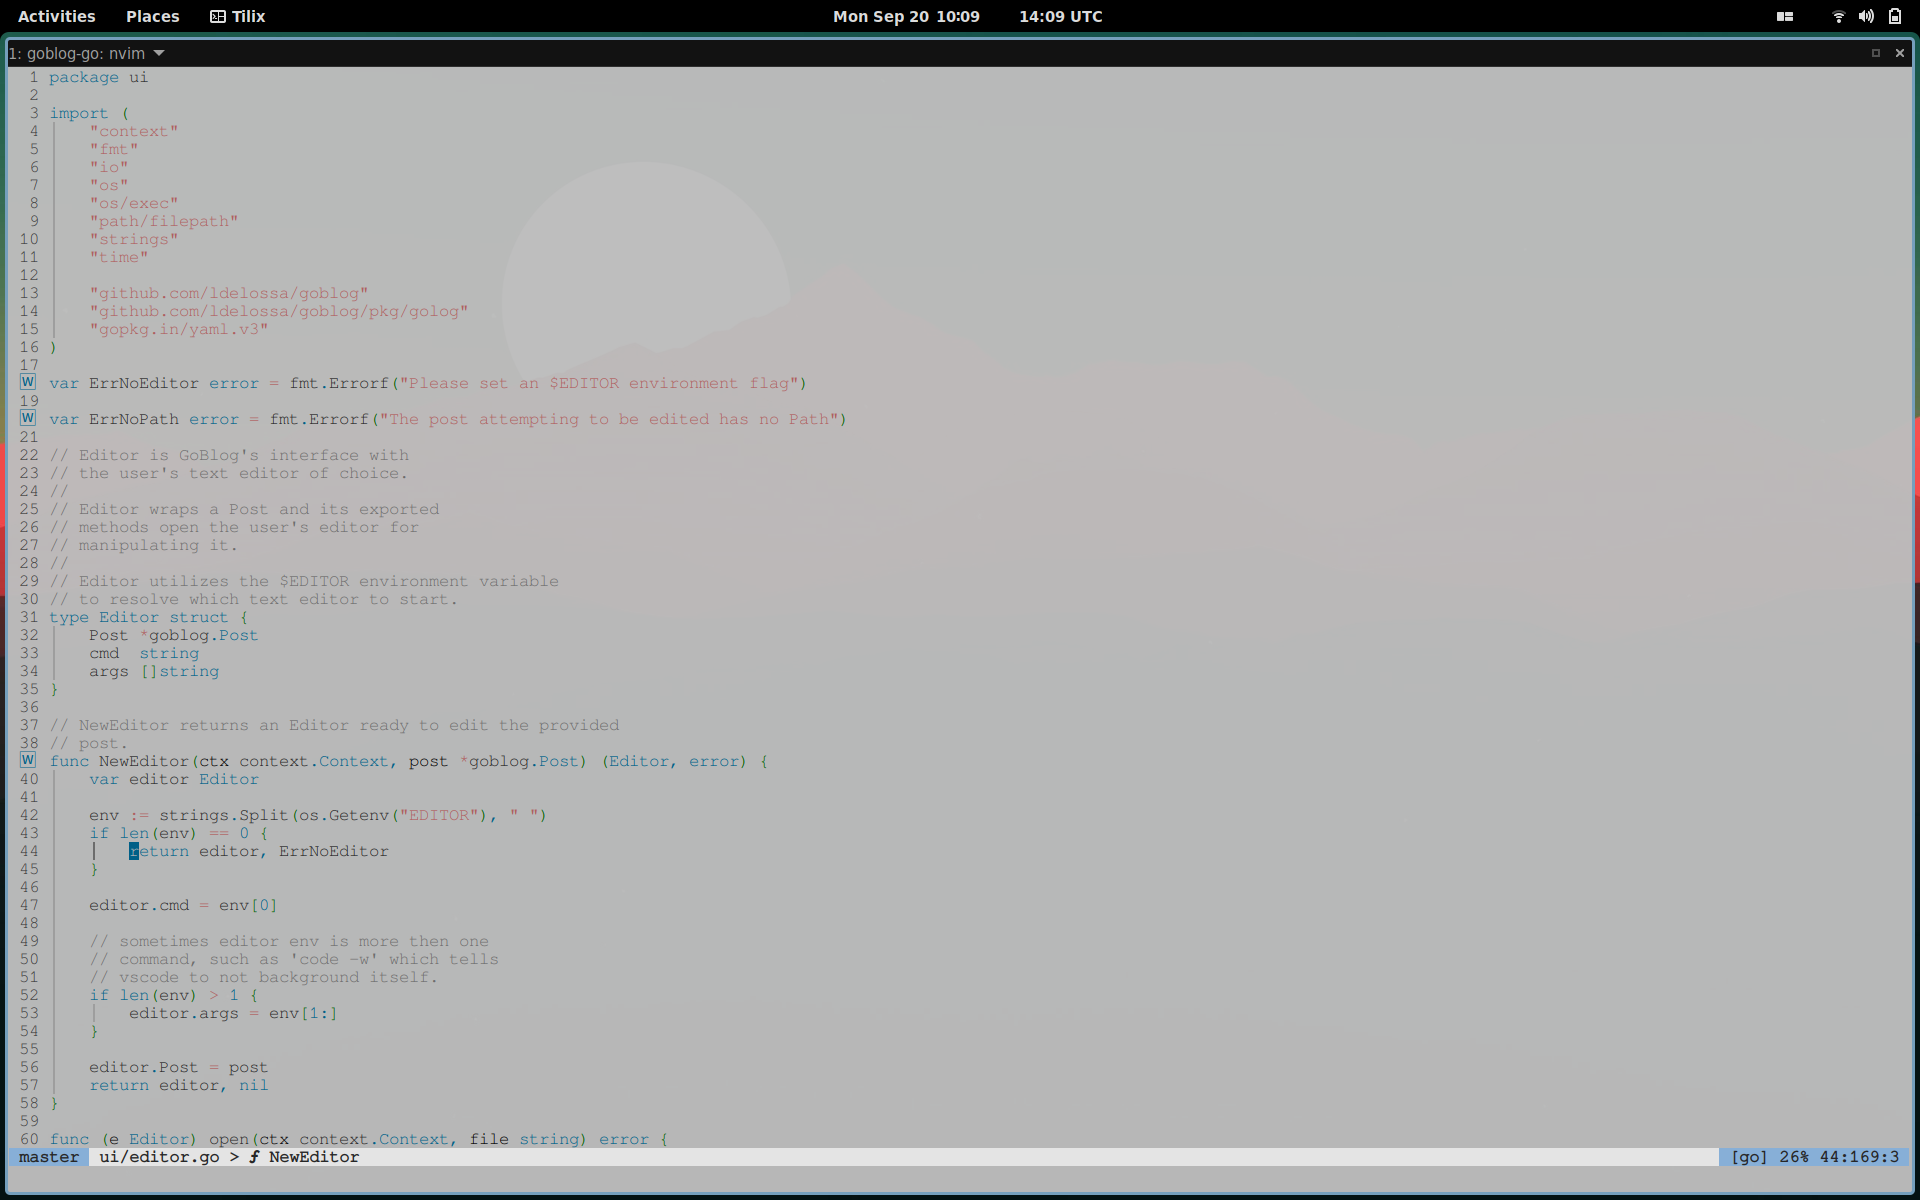 Activities Places Tilix Mon Sep 20 10:09 14:09 UTC
1: goblog-go: nvim
1 package ui
2
3 import (
4 "context"
5 "fmt"
6 "io"
7 "os"
8 "os/exec"
9 "path/filepath"
10 "strings"
11 "time"
12
13 "github.com/ldelossa/goblog"
14 "github.com/ldelossa/goblog/pkg/golog"
15 "gopkg.in/yaml.v3"
16 )
17
W var ErrNoEditor error = fmt.Errorf("Please set an $EDITOR environment flag")
19
W var ErrNoPath error = fmt.Errorf("The post attempting to be edited has no Path")
21
22 // Editor is GoBlog's interface with
23 // the user's text editor of choice.
24 //
25 // Editor wraps a Post and its exported
26 // methods open the user's editor for
27 // manipulating it.
28 //
29 // Editor utilizes the $EDITOR environment variable
30 // to resolve which text editor to start.
31 type Editor struct {
32 Post *goblog.Post
33 cmd string
34 args []string
35 }
36
37 // NewEditor returns an Editor ready to edit the provided
38 // post.
W func NewEditor(ctx context.Context, post *goblog.Post) (Editor, error) {
40 var editor Editor
41
42 env := strings.Split(os.Getenv("EDITOR"), " ")
43 if len(env) == 0 {
44 return editor, ErrNoEditor
45 }
46
47 editor.cmd = env[0]
48
49 // sometimes editor env is more then one
50 // command, such as 'code -w' which tells
51 // vscode to not background itself.
52 if len(env) > 1 {
53 editor.args = env[1:]
54 }
55
56 editor.Post = post
57 return editor, nil
58 }
59
60 func (e Editor) open(ctx context.Context, file string) error {
master ui/editor.go > ƒ NewEditor [go] 26% 44:169:3